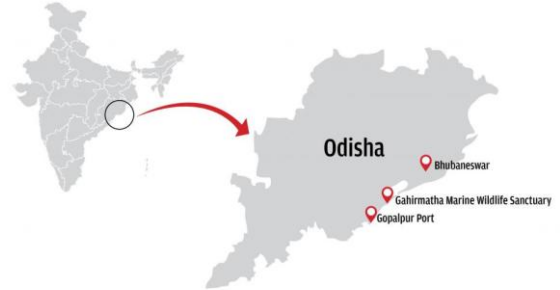 Odisha
Bhubaneswar
Gahirmatha Marine Wildlife Sanctuary
Gopalpur Port